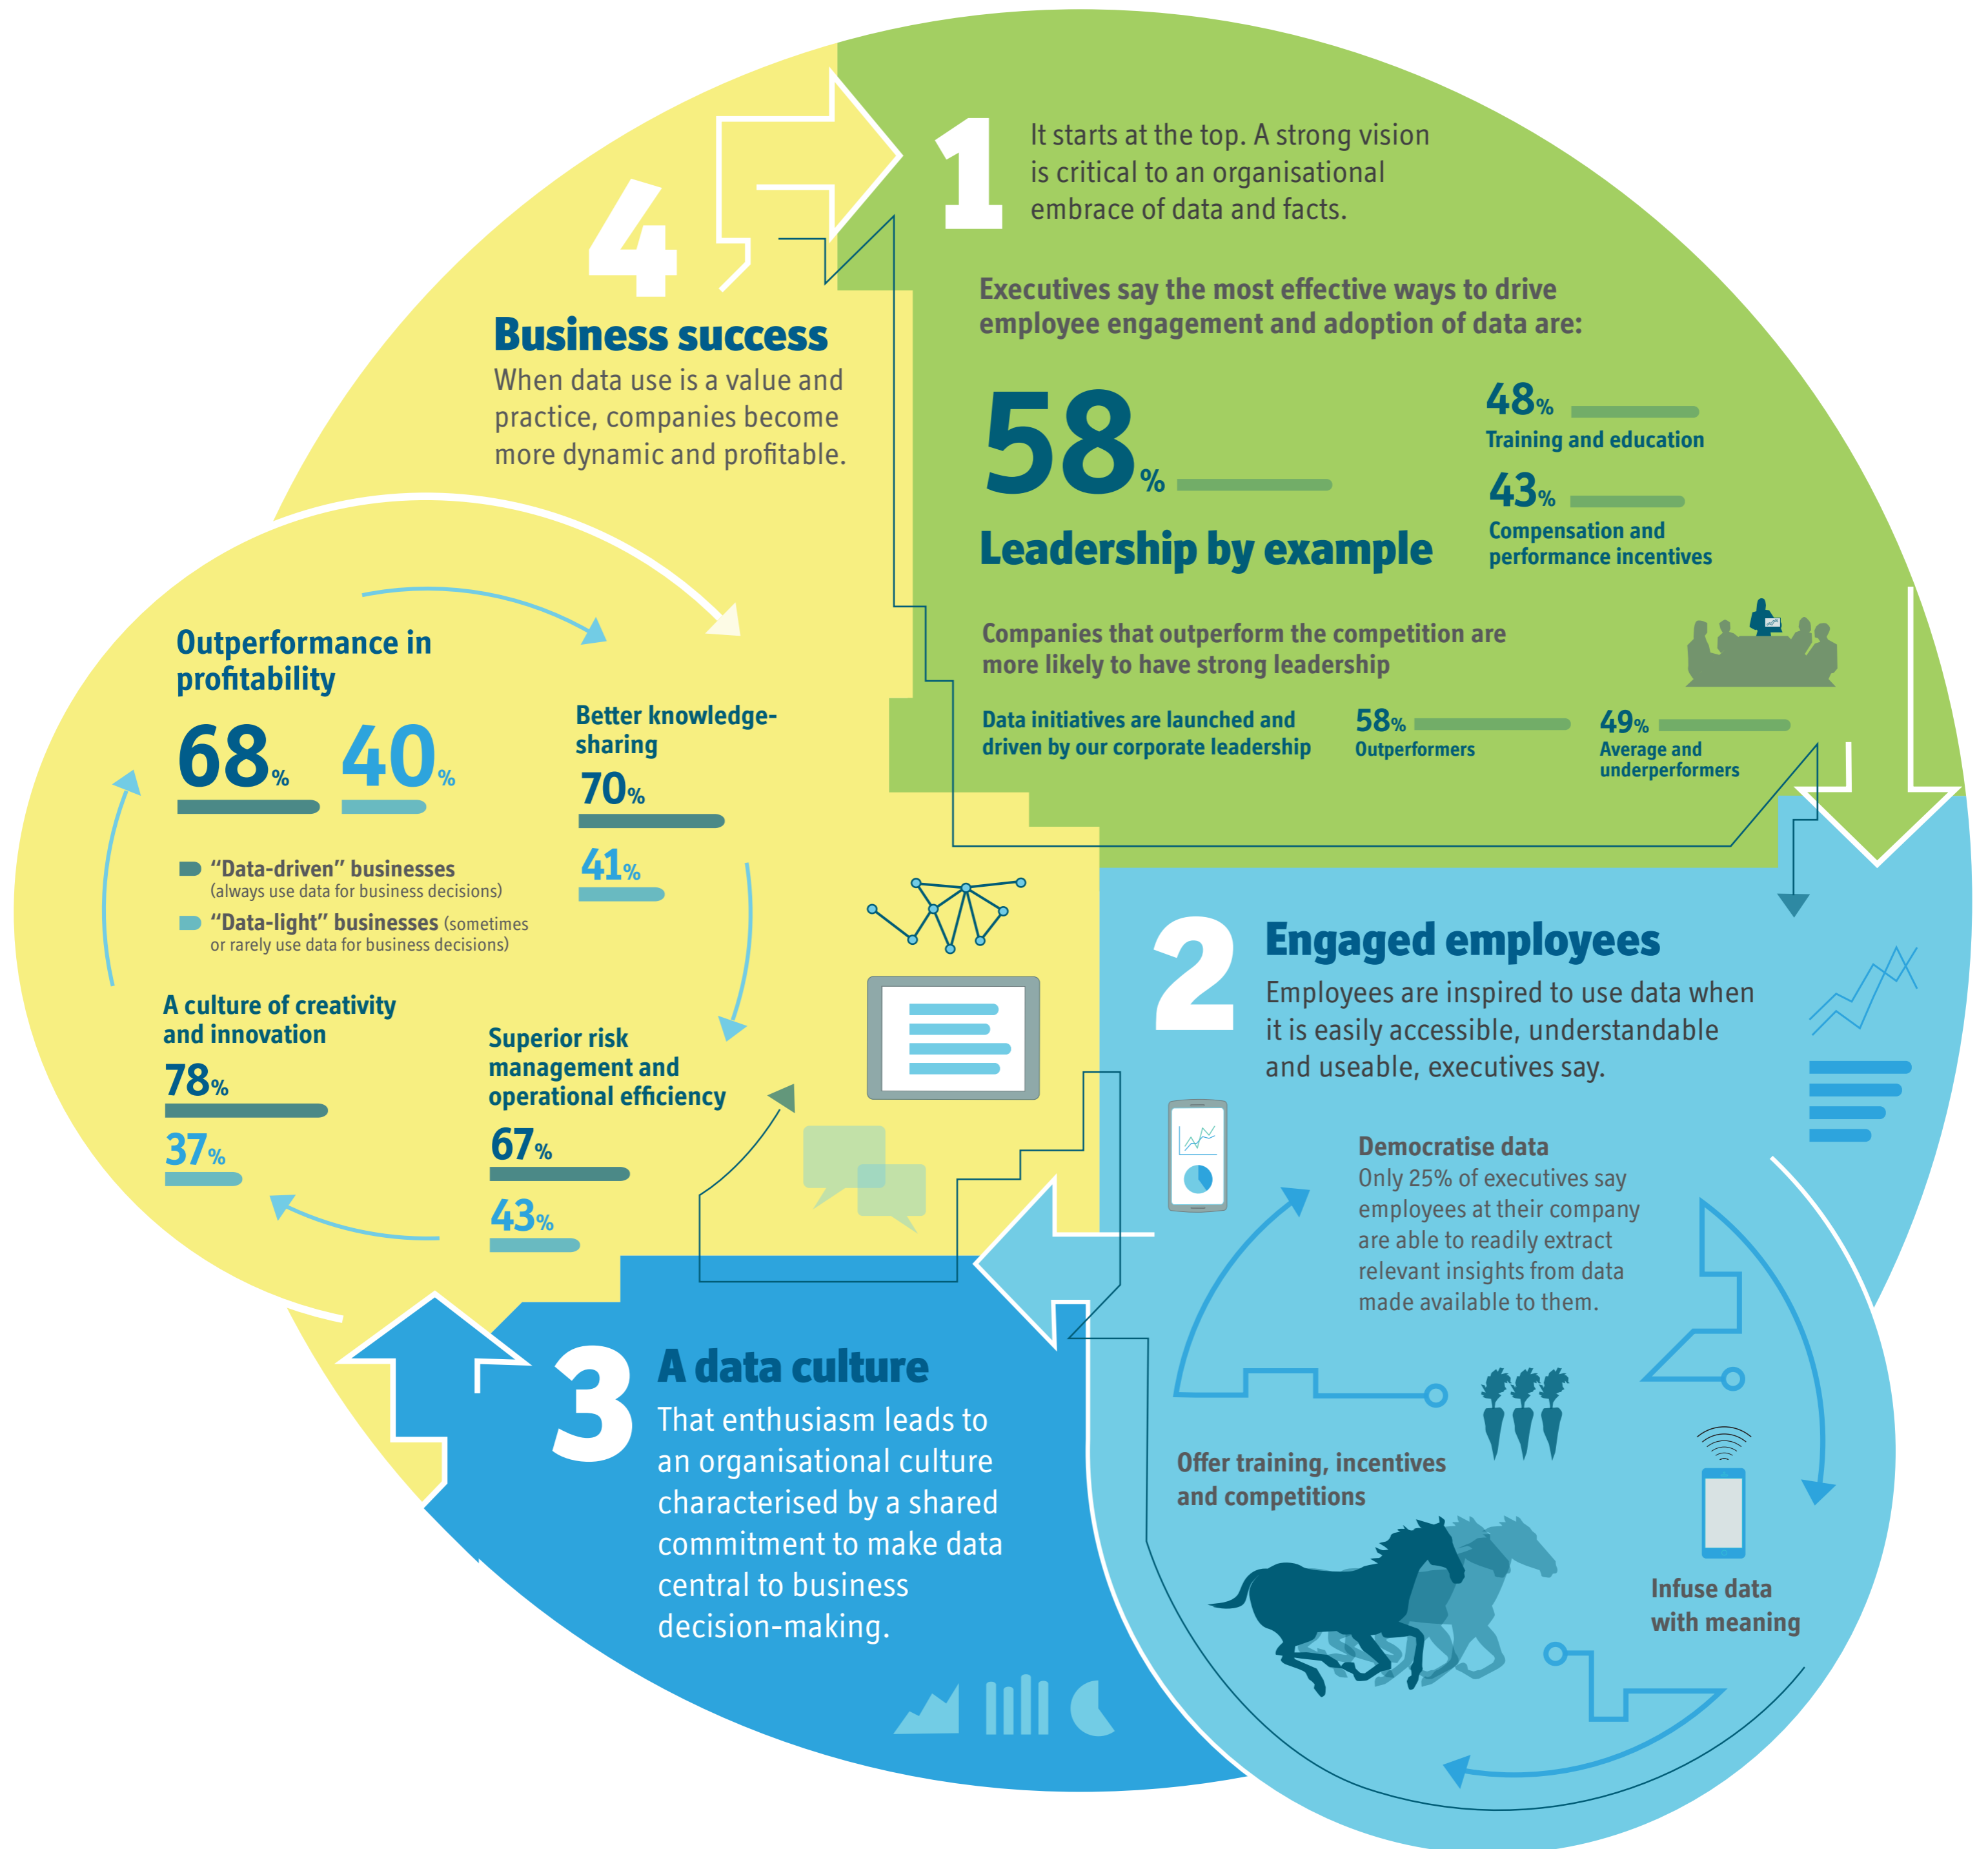 1
It starts at the top. A strong vision
is critical to an organisational
embrace of data and facts.
Executives say the most effective ways to drive
employee engagement and adoption of data are:
58%
Leadership by example
48%
Training and education
43%
Compensation and
performance incentives
Companies that outperform the competition are
more likely to have strong leadership
Data initiatives are launched and
driven by our corporate leadership
58%
Outperformers
49%
Average and
underperformers
2
Engaged employees
Employees are inspired to use data when
it is easily accessible, understandable
and useable, executives say.
Democratise data
Only 25% of executives say
employees at their company
are able to readily extract
relevant insights from data
made available to them.
Infuse data
with meaning
Offer training, incentives
and competitions
3
A data culture
That enthusiasm leads to
an organisational culture
characterised by a shared
commitment to make data
central to business
decision-making.
4
Business success
When data use is a value and
practice, companies become
more dynamic and profitable.
Outperformance in
profitability
68% 40%
“Data-driven” businesses
(always use data for business decisions)
“Data-light” businesses (sometimes
or rarely use data for business decisions)
Better knowledge-
sharing
70%
41%
Superior risk
management and
operational efficiency
67%
43%
A culture of creativity
and innovation
78%
37%